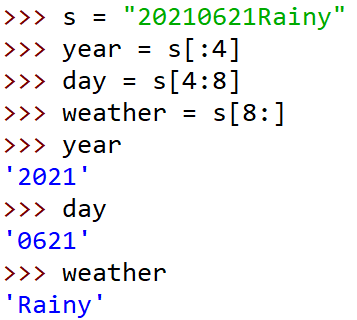 >>> s = "20210621Rainy"
>>> year = s[:4]
>>> day = s[4:8]
>>> weather = s[8:]
>>> year
'2021'
>>> day
'0621'
>>> weather
'Rainy'